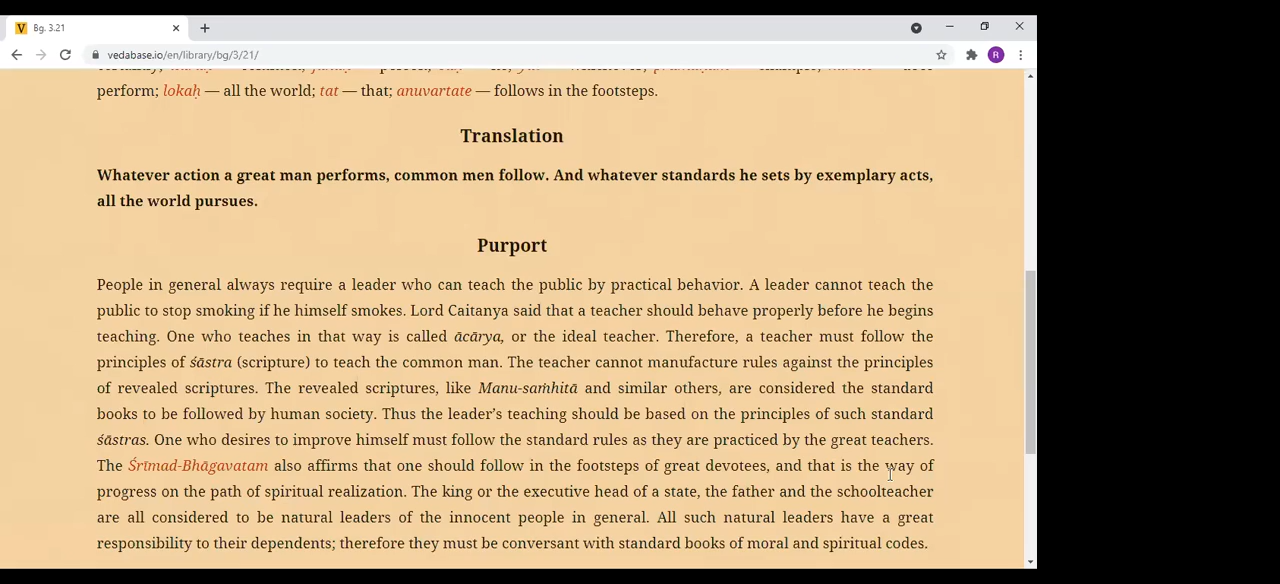 Bg. 3.21
vedabase.io/en/library/bg/3/21/
R
perform; lokaḥ — all the world; tat — that; anuvartate — follows in the footsteps.
Translation
Whatever action a great man performs, common men follow. And whatever standards he sets by exemplary acts,
all the world pursues.
Purport
People in general always require a leader who can teach the public by practical behavior. A leader cannot teach the
public to stop smoking if he himself smokes. Lord Caitanya said that a teacher should behave properly before he begins
teaching. One who teaches in that way is called ācārya, or the ideal teacher. Therefore, a teacher must follow the
principles of śāstra (scripture) to teach the common man. The teacher cannot manufacture rules against the principles
of revealed scriptures. The revealed scriptures, like Manu-saṁhitā and similar others, are considered the standard
books to be followed by human society. Thus the leader’s teaching should be based on the principles of such standard
śāstras. One who desires to improve himself must follow the standard rules as they are practiced by the great teachers.
The Śrīmad-Bhāgavatam also affirms that one should follow in the footsteps of great devotees, and that is the way of
progress on the path of spiritual realization. The king or the executive head of a state, the father and the schoolteacher
are all considered to be natural leaders of the innocent people in general. All such natural leaders have a great
responsibility to their dependents; therefore they must be conversant with standard books of moral and spiritual codes.